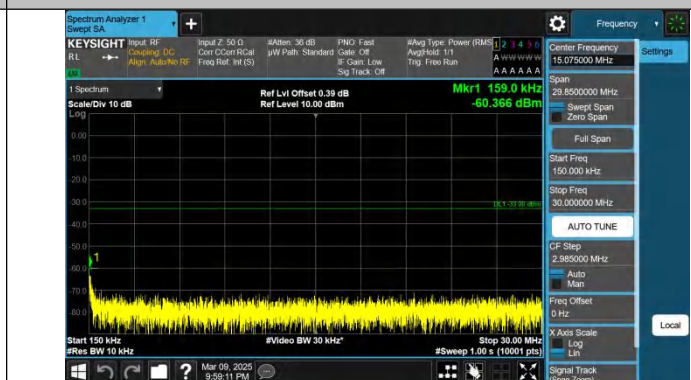 Spectrum Analyzer 1
Swept SA
Frequency
KEYSIGHT
RL
Input: RF
Coupling: DC
Align: Auto/No RF
Input Z: 50 Ω
Corr CCorr RCal
Freq Ref: Int (S)
#Atten: 36 dB
µW Path: Standard
PNO: Fast
Gate: Off
IF Gain: Low
Sig Track: Off
#Avg Type: Power (RMS
Avg|Hold: 1/1
Trig: Free Run
1 2 3 4 5 6
A W W W W W
A A A A A A
1 Spectrum
Scale/Div 10 dB
Log
Ref Lvl Offset 0.39 dB
Ref Level 10.00 dBm
Mkr1 159.0 kHz
-60.366 dBm
0.00
-10.0
-20.0
-30.0
-40.0
-50.0
-60.0
-70.0
-80.0
1
Start 150 kHz
#Res BW 10 kHz
#Video BW 30 kHz*
Stop 30.00 MHz
#Sweep 1.00 s (10001 pts)
Mar 09, 2025
9:59:11 PM
Center Frequency
15.075000 MHz
Settings
Span
29.8500000 MHz
Swept Span
Zero Span
Full Span
Start Freq
150.000 kHz
Stop Freq
30.000000 MHz
AUTO TUNE
CF Step
2.985000 MHz
Auto
Man
Freq Offset
0 Hz
X Axis Scale
Log
Lin
Local
Signal Track
(Span Zoom)